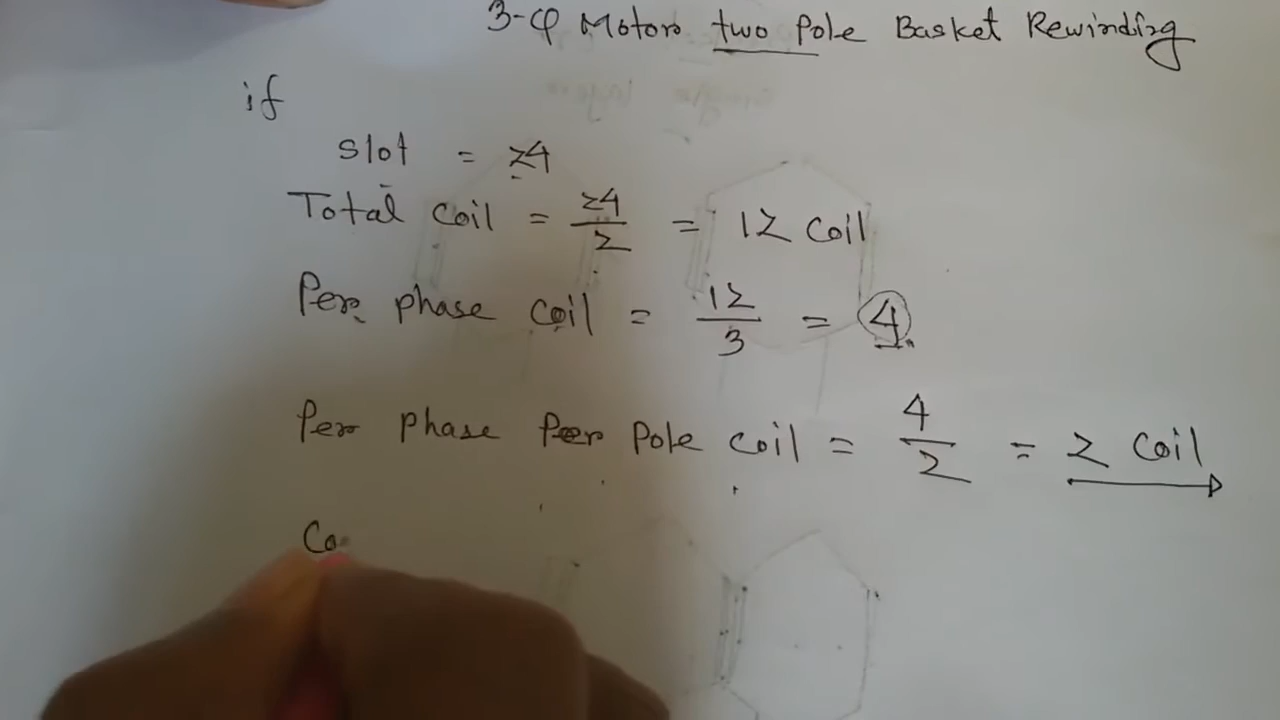 3-φ Motor two Pole Basket Rewinding
if
Slot = 24
Total Coil = 24/2 = 12 Coil
Per phase Coil = 12/3 = 4
Per phase Per Pole Coil = 4/2 = 2 Coil
Co